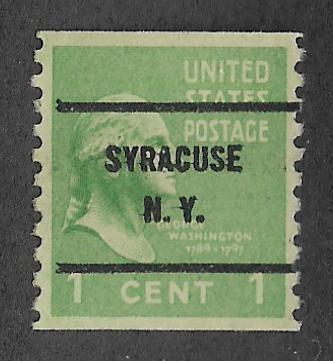 UNITED
STATES
POSTAGE
SYRACUSE
N. Y.
GEORGE
WASHINGTON
1789-1797
1 CENT 1